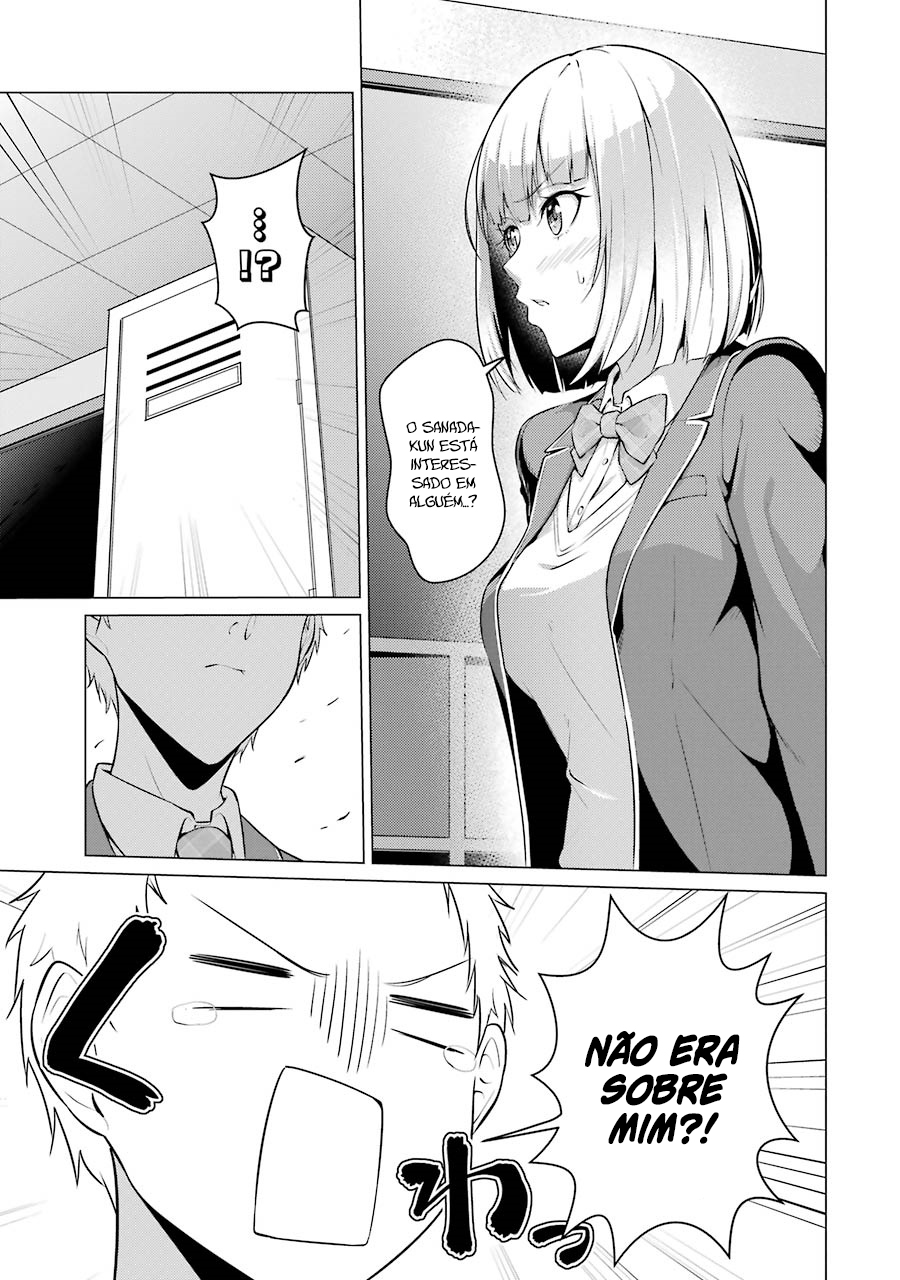 O SANADA-
KUN ESTÁ
INTERES-
SADO EM
ALGUÉM...?
...!?
NÃO ERA
SOBRE
MIM?!
くわっ